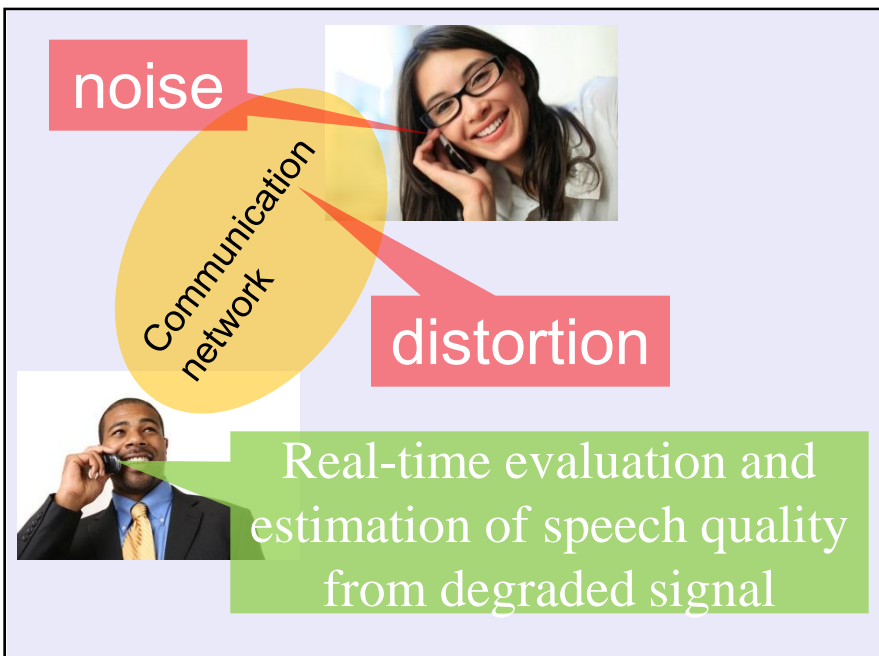 noise
Communication
network
distortion
Real-time evaluation and
estimation of speech quality
from degraded signal